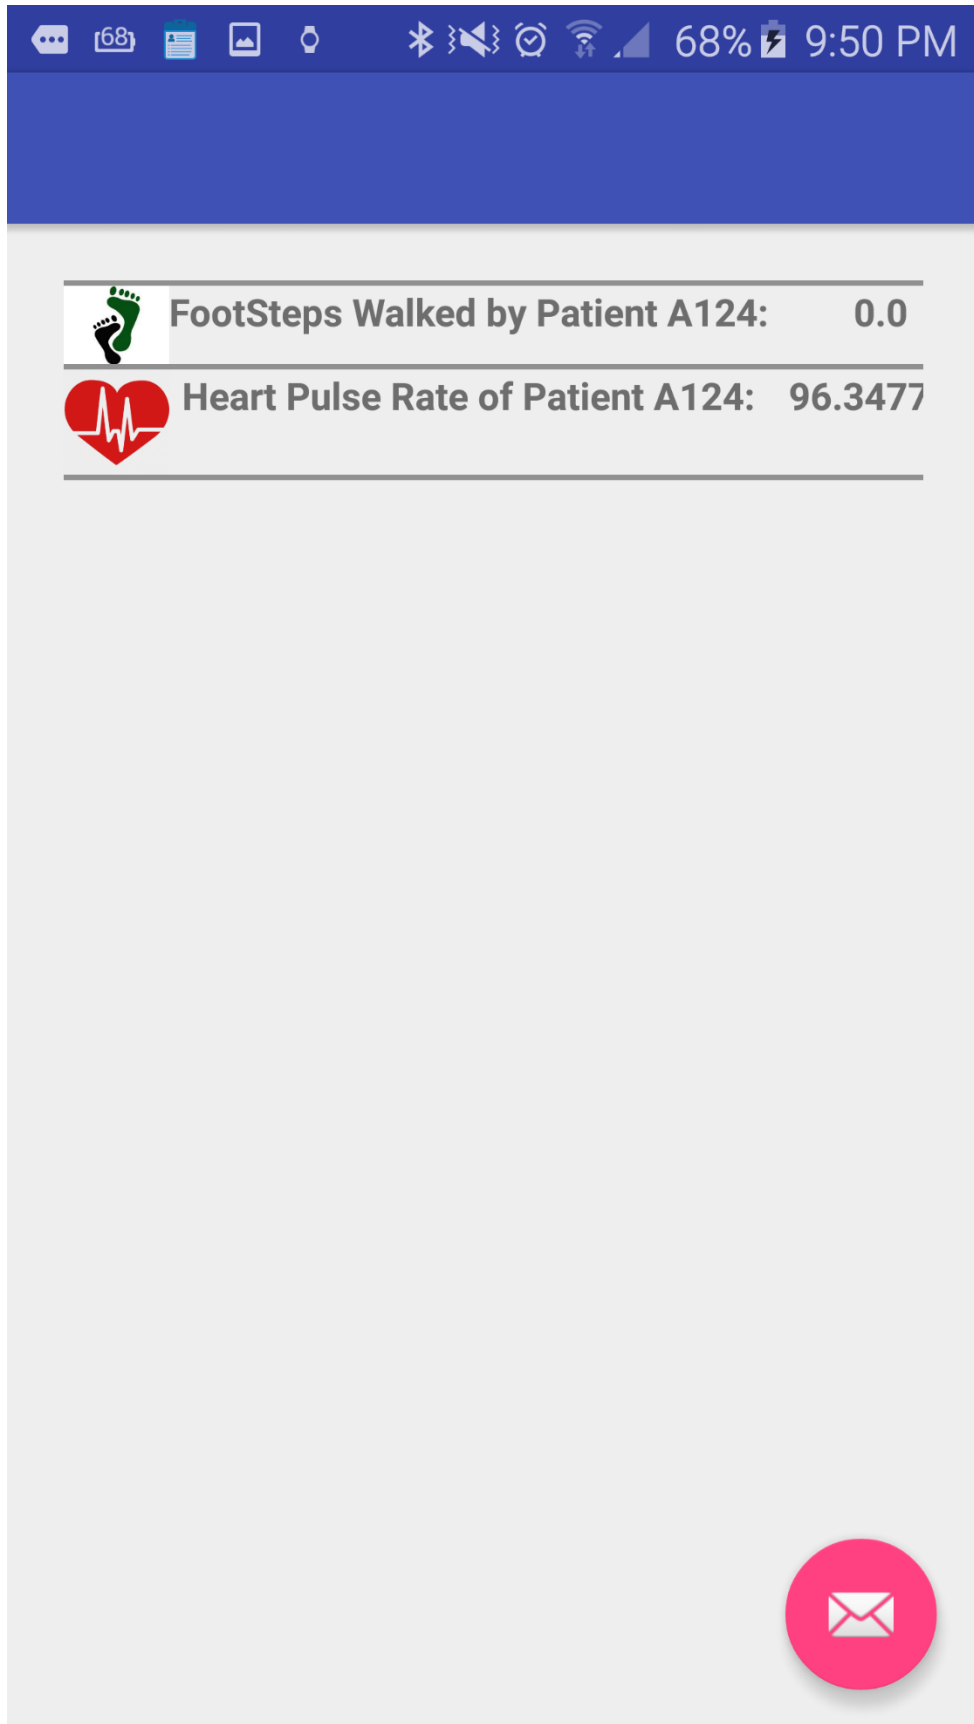 68 68% 9:50 PM
FootSteps Walked by Patient A124: 0.0
Heart Pulse Rate of Patient A124: 96.3477